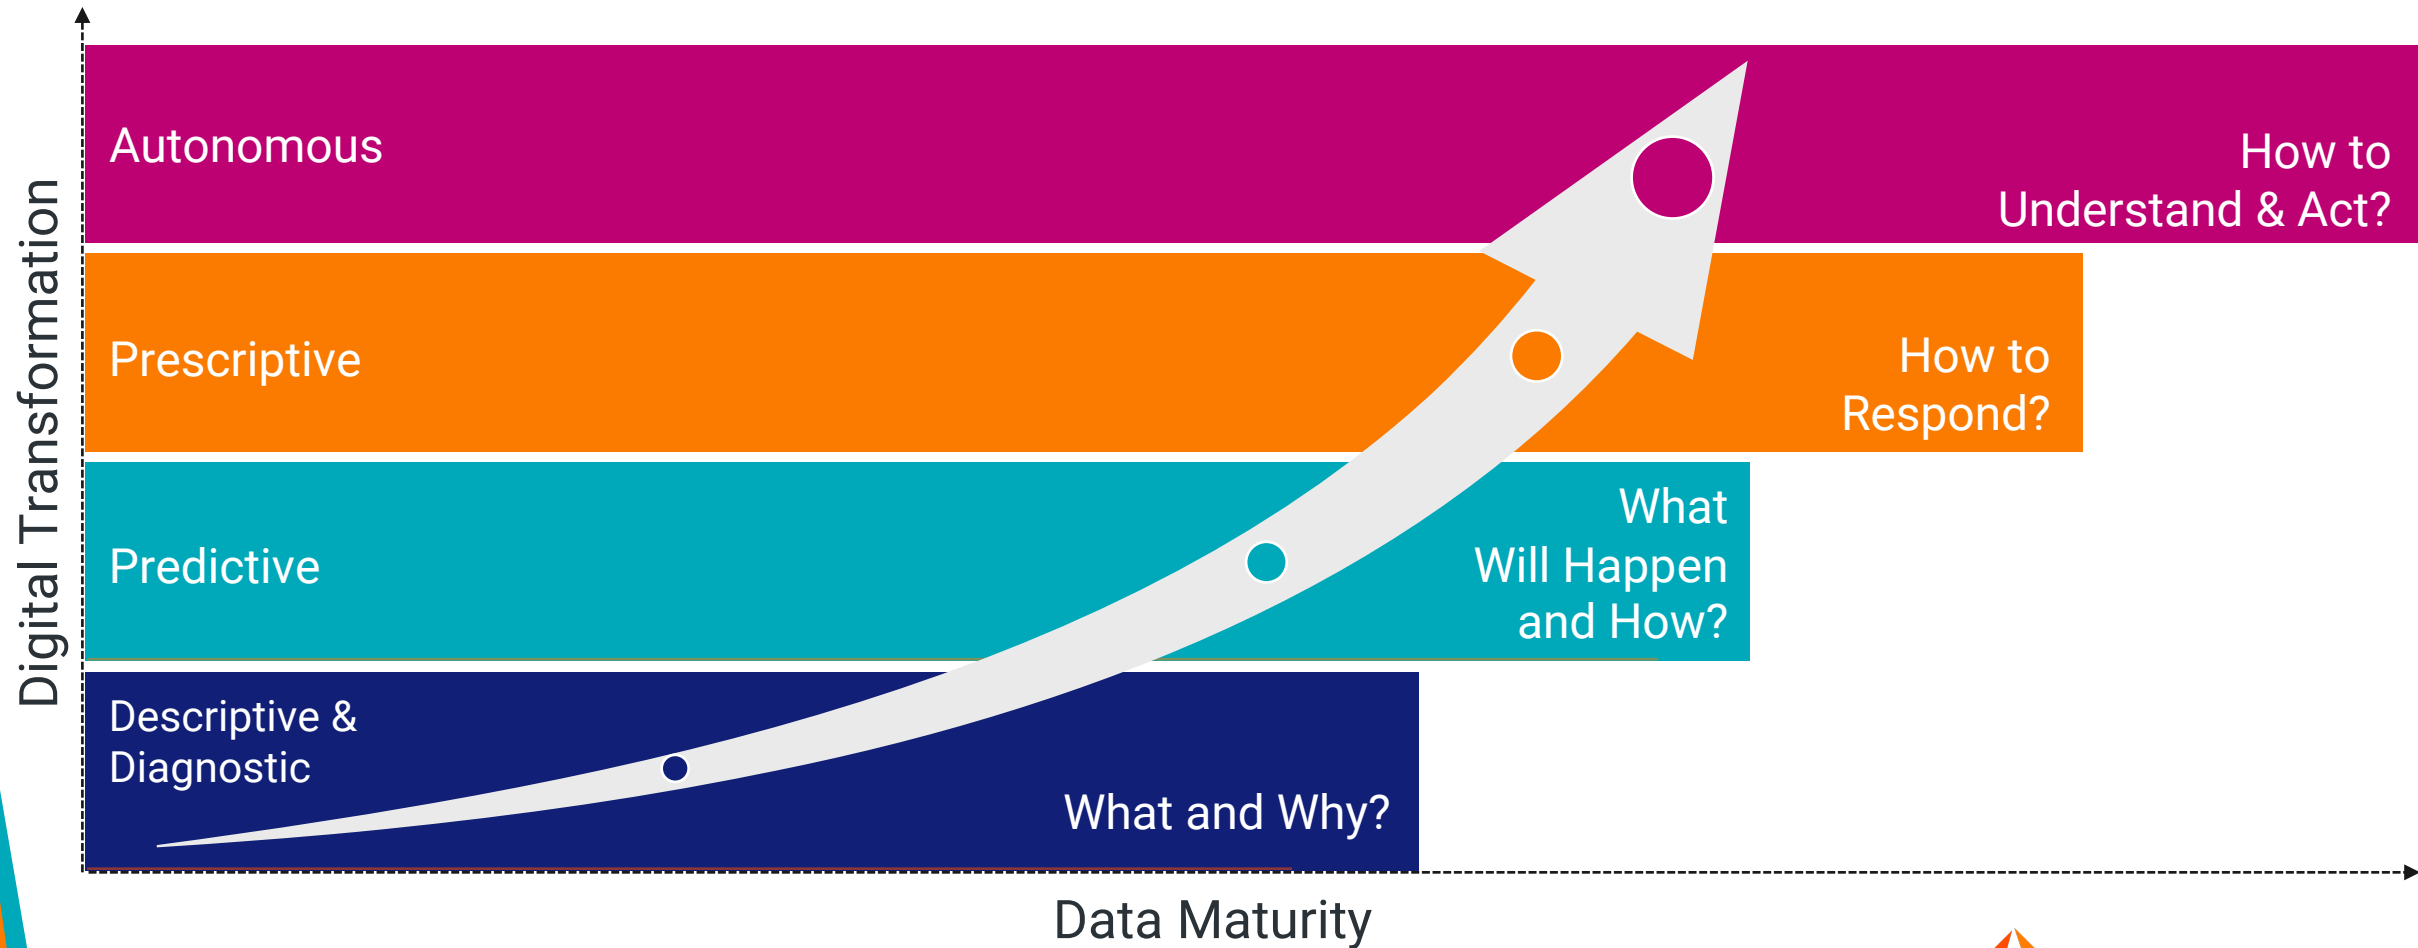 Digital Transformation
Autonomous
How to
Understand & Act?
Prescriptive
How to
Respond?
Predictive
What
Will Happen
and How?
Descriptive &
Diagnostic
What and Why?
Data Maturity